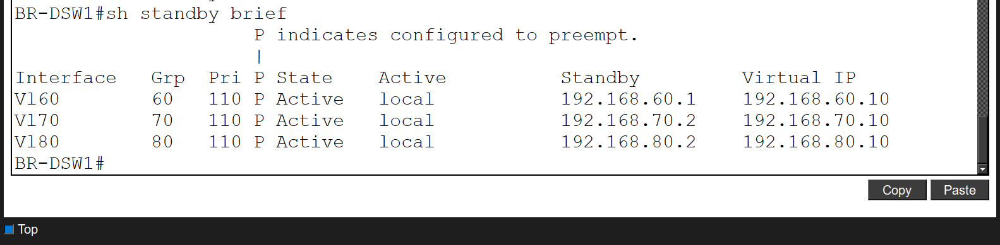 BR-DSW1#sh standby brief
P indicates configured to preempt.
|
Interface Grp Pri P State Active Standby Virtual IP
Vl60 60 110 P Active local 192.168.60.1 192.168.60.10
Vl70 70 110 P Active local 192.168.70.2 192.168.70.10
Vl80 80 110 P Active local 192.168.80.2 192.168.80.10
BR-DSW1#
Copy Paste
Top